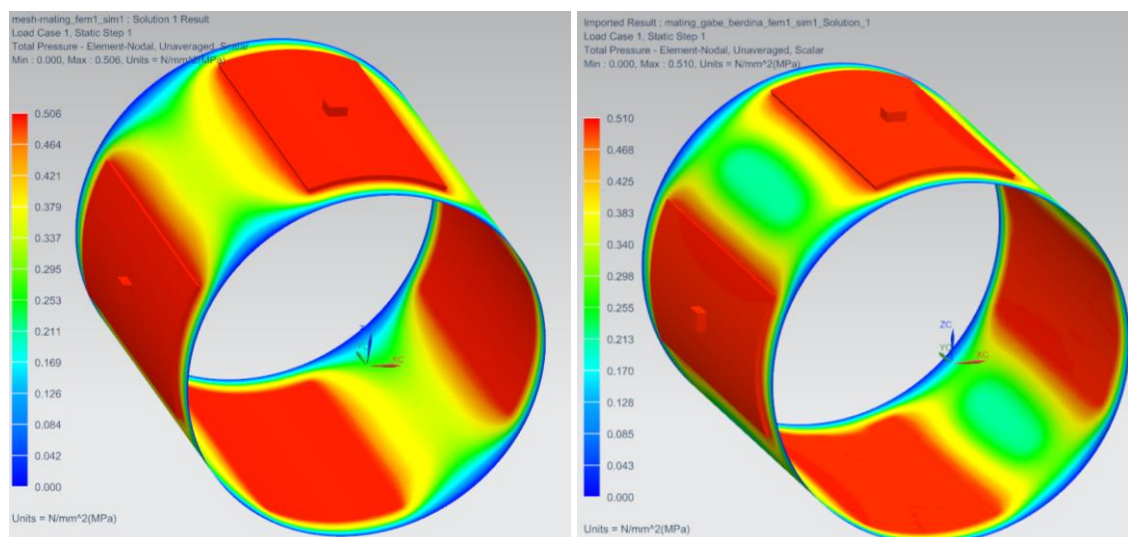 mesh-mating_fem1_sim1 : Solution 1 Result
Load Case 1, Static Step 1
Total Pressure - Element-Nodal, Unaveraged, Scalar
Min : 0.000, Max : 0.506, Units = N/mm^2(MPa)
0.506
0.464
0.421
0.379
0.337
0.295
0.253
0.211
0.169
0.126
0.084
0.042
0.000
XC
Units = N/mm^2(MPa)
Imported Result : mating_gabe_berdina_fem1_sim1_Solution_1
Load Case 1, Static Step 1
Total Pressure - Element-Nodal, Unaveraged, Scalar
Min : 0.000, Max : 0.510, Units = N/mm^2(MPa)
0.510
0.468
0.425
0.383
0.340
0.298
0.255
0.213
0.170
0.128
0.085
0.043
0.000
ZC
YC
XC
Units = N/mm^2(MPa)